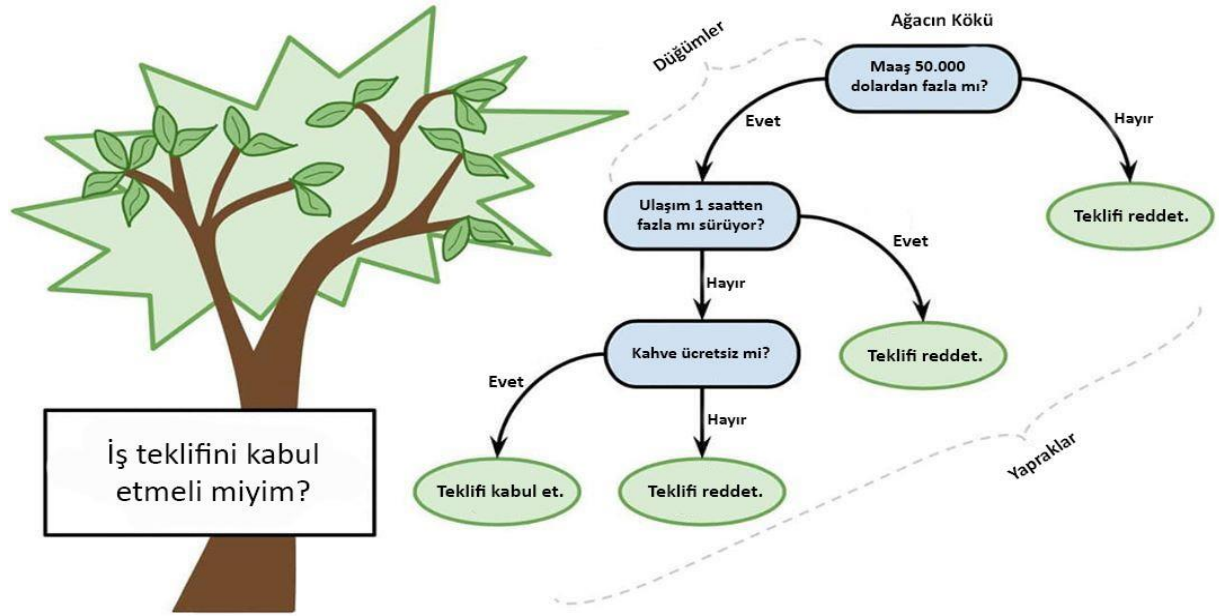 Ağacın Kökü
Düğümler
Maaş 50.000
dolardan fazla mı?
Evet
Hayır
Ulaşım 1 saatten
fazla mı sürüyor?
Teklifi reddet.
Evet
Hayır
Kahve ücretsiz mi?
Teklifi reddet.
Evet
Hayır
Yapraklar
Teklifi kabul et.
Teklifi reddet.
İş teklifini kabul
etmeli miyim?